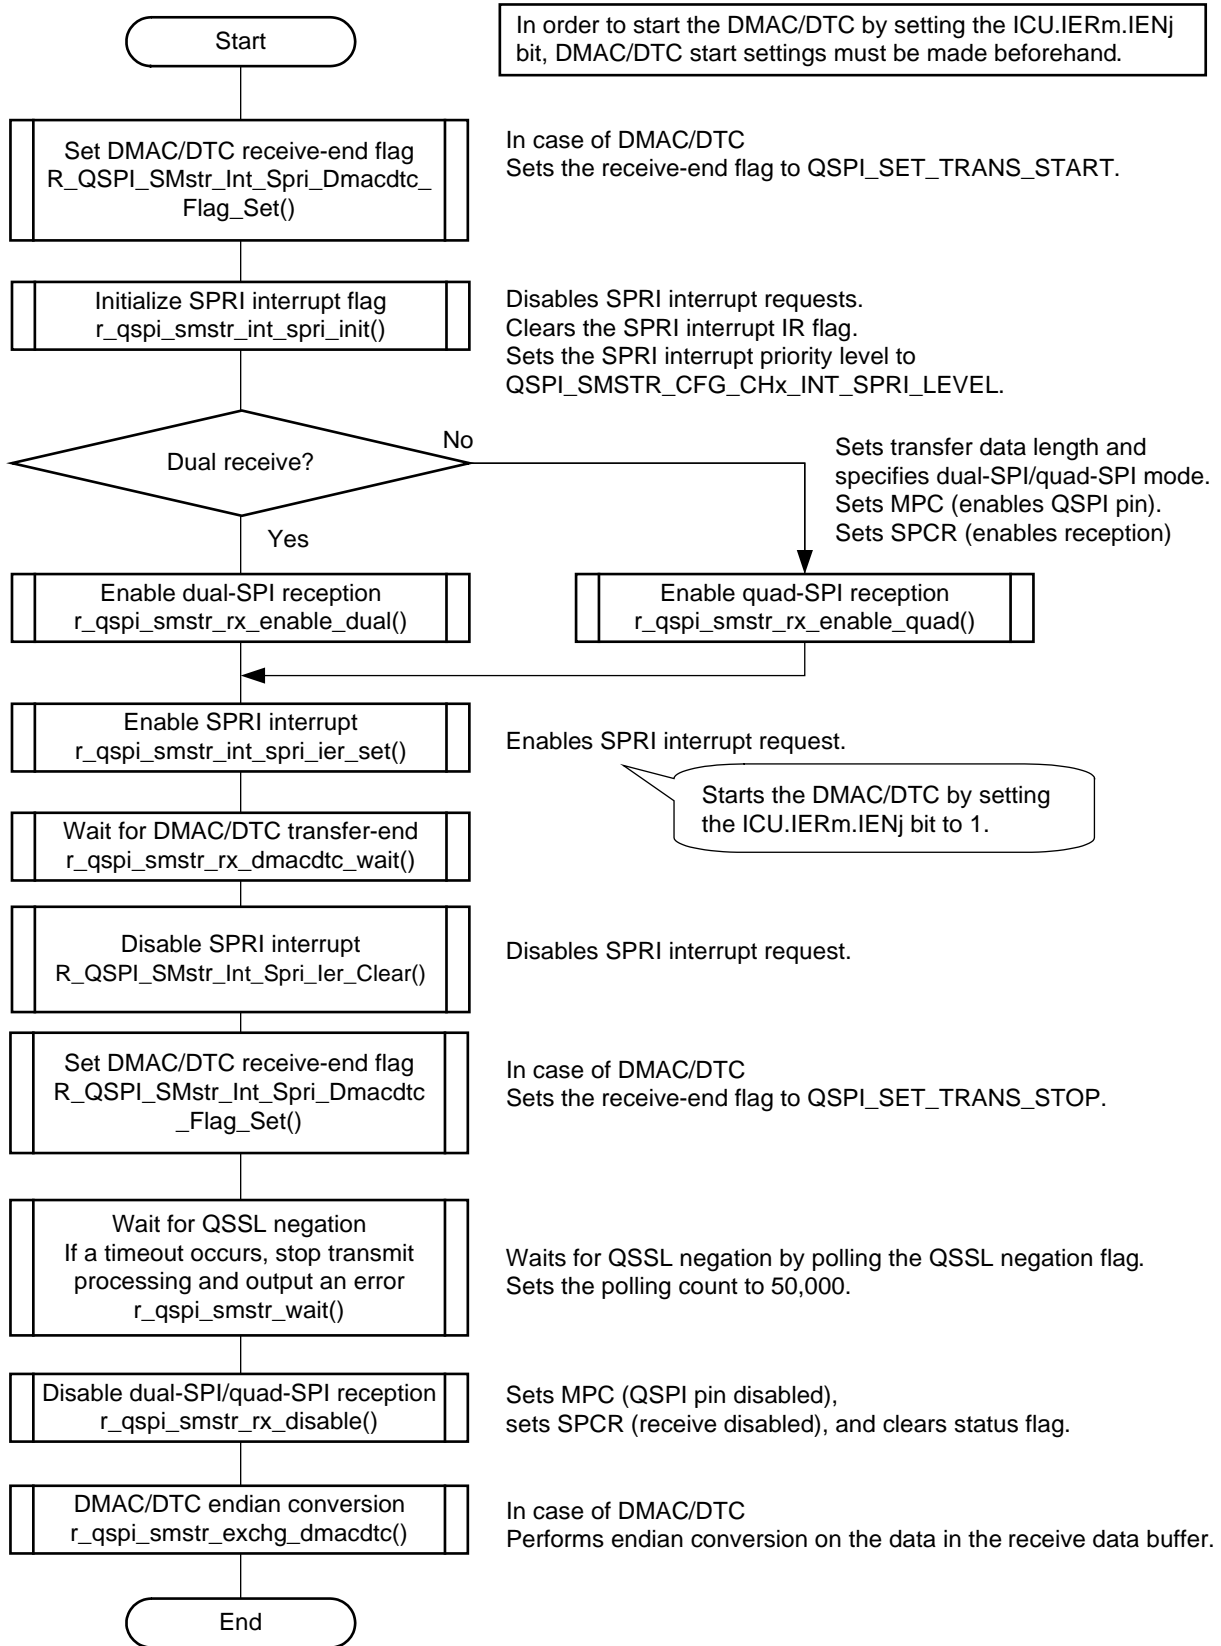 Start
In order to start the DMAC/DTC by setting the ICU.IERm.IENj
bit, DMAC/DTC start settings must be made beforehand.
Set DMAC/DTC receive-end flag
R_QSPI_SMstr_Int_Spri_Dmacdtc_
Flag_Set()
In case of DMAC/DTC
Sets the receive-end flag to QSPI_SET_TRANS_START.
Initialize SPRI interrupt flag
r_qspi_smstr_int_spri_init()
Disables SPRI interrupt requests.
Clears the SPRI interrupt IR flag.
Sets the SPRI interrupt priority level to
QSPI_SMSTR_CFG_CHx_INT_SPRI_LEVEL.
Dual receive?
No
Yes
Sets transfer data length and
specifies dual-SPI/quad-SPI mode.
Sets MPC (enables QSPI pin).
Sets SPCR (enables reception)
Enable dual-SPI reception
r_qspi_smstr_rx_enable_dual()
Enable quad-SPI reception
r_qspi_smstr_rx_enable_quad()
Enable SPRI interrupt
r_qspi_smstr_int_spri_ier_set()
Enables SPRI interrupt request.
Starts the DMAC/DTC by setting
the ICU.IERm.IENj bit to 1.
Wait for DMAC/DTC transfer-end
r_qspi_smstr_rx_dmacdtc_wait()
Disable SPRI interrupt
R_QSPI_SMstr_Int_Spri_Ier_Clear()
Disables SPRI interrupt request.
Set DMAC/DTC receive-end flag
R_QSPI_SMstr_Int_Spri_Dmacdtc
_Flag_Set()
In case of DMAC/DTC
Sets the receive-end flag to QSPI_SET_TRANS_STOP.
Wait for QSSL negation
If a timeout occurs, stop transmit
processing and output an error
r_qspi_smstr_wait()
Waits for QSSL negation by polling the QSSL negation flag.
Sets the polling count to 50,000.
Disable dual-SPI/quad-SPI reception
r_qspi_smstr_rx_disable()
Sets MPC (QSPI pin disabled),
sets SPCR (receive disabled), and clears status flag.
DMAC/DTC endian conversion
r_qspi_smstr_exchg_dmacdtc()
In case of DMAC/DTC
Performs endian conversion on the data in the receive data buffer.
End